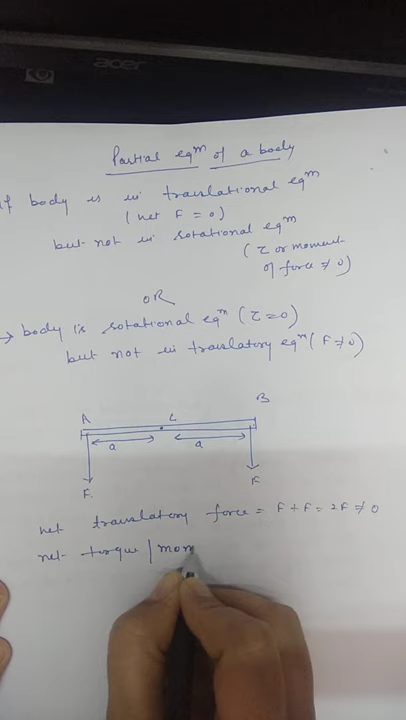 acer
Partial eqm of a body
if body is in translational eqm
( net F = 0 )
but not in rotational eqm
( τ or moment
of force ≠ 0 )
OR
→ body is rotational eqm ( τ = 0 )
but not in translatory eqm ( F ≠ 0 )
A C B
a a
F F
net translatory force = F + F = 2F ≠ 0
net torque | mom